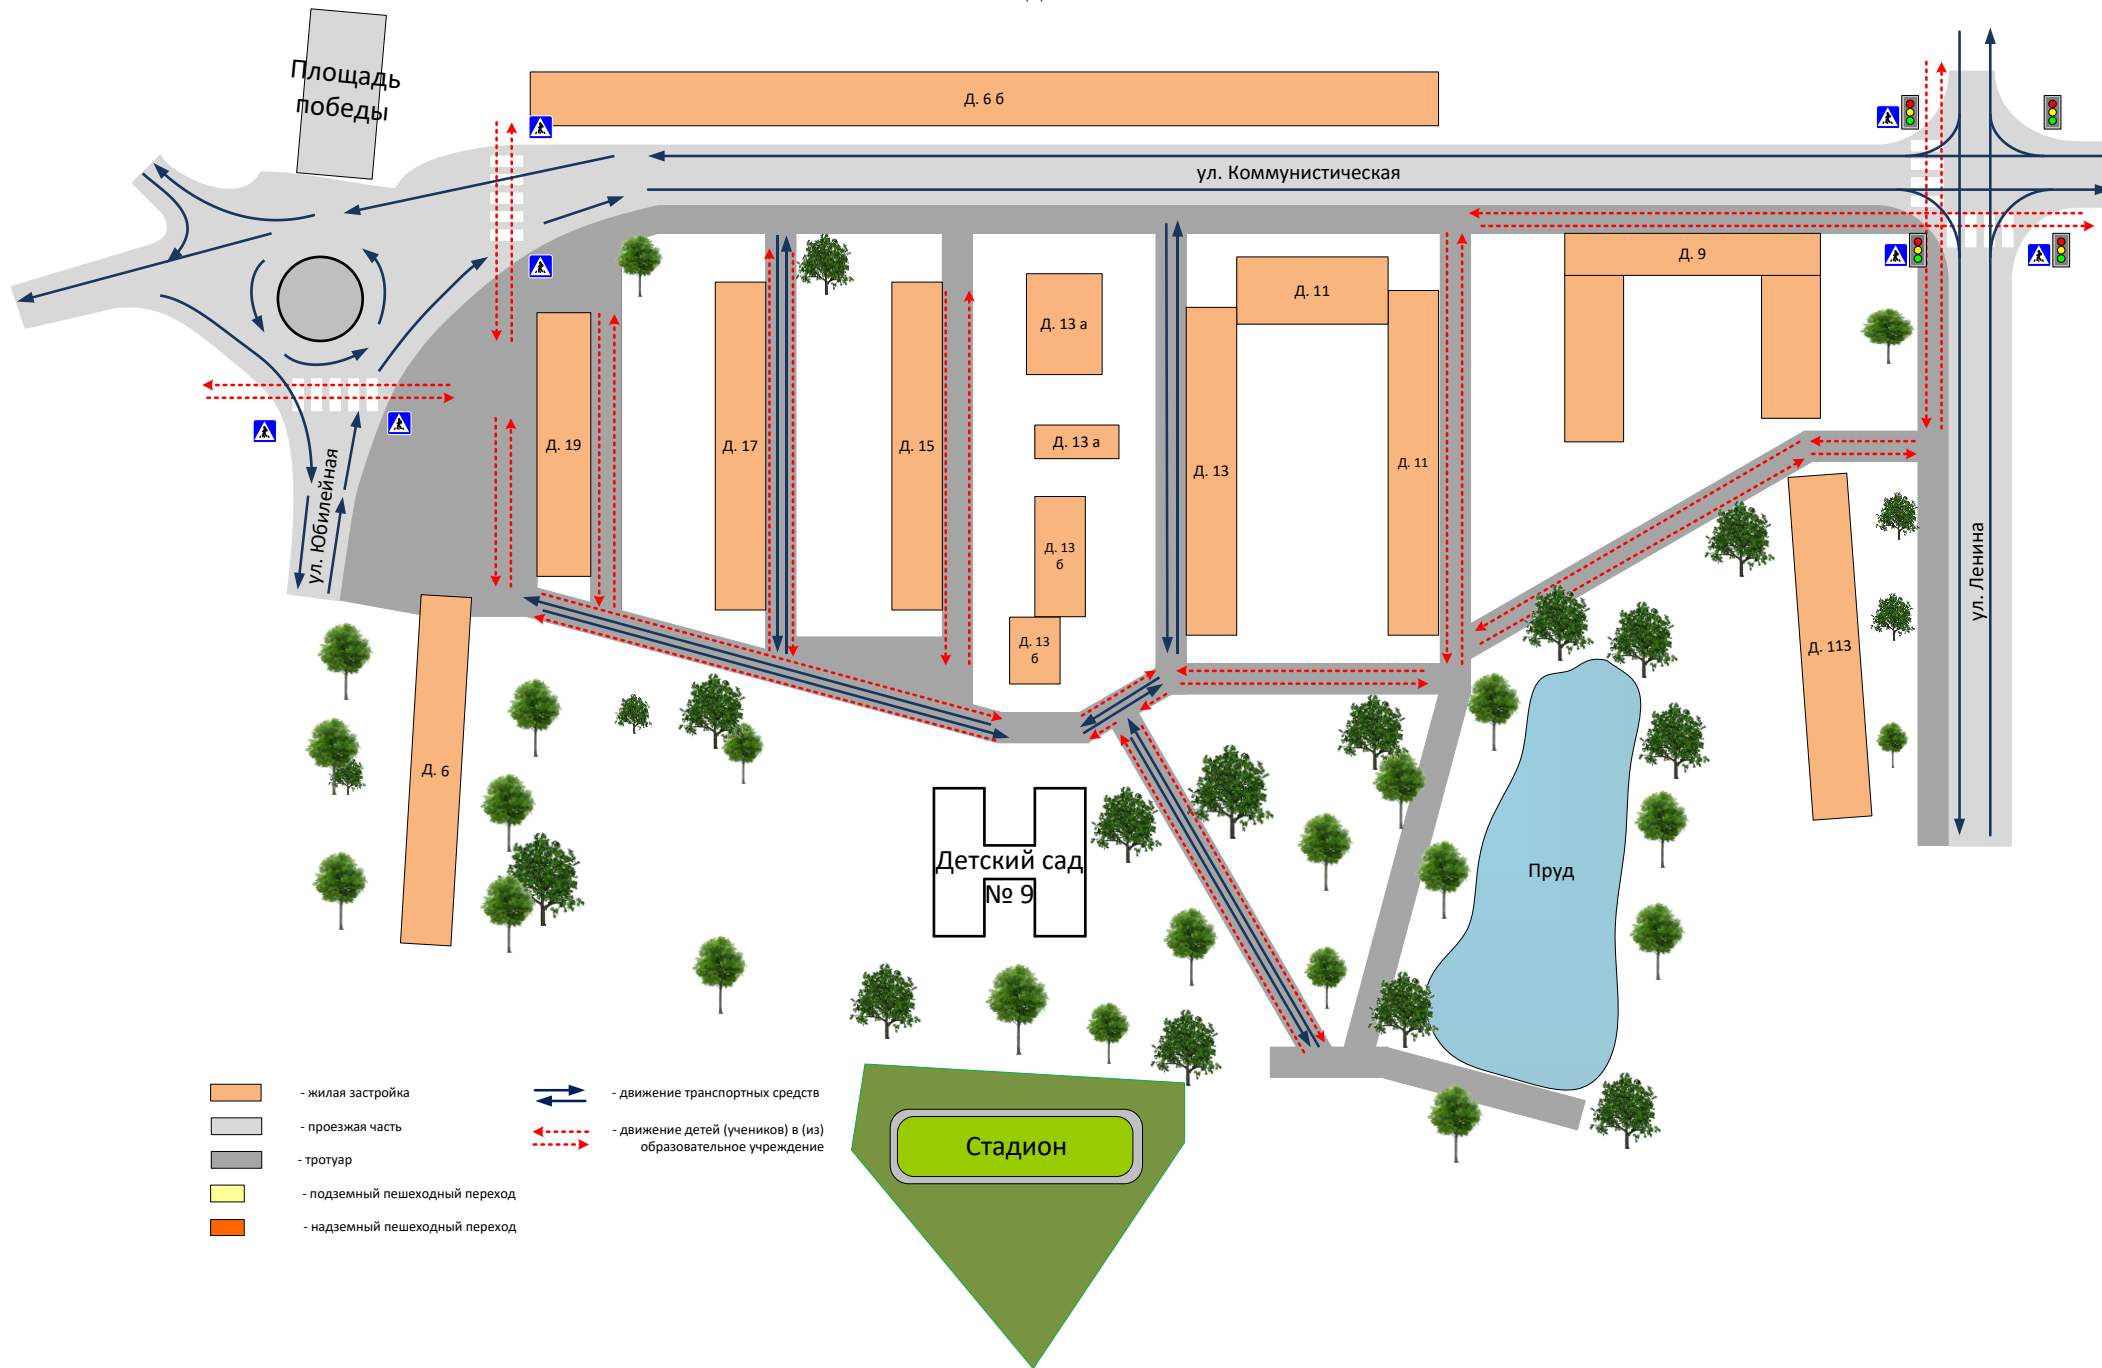 Площадь
победы
Д. 6 б
ул. Коммунистическая
Д. 9
Д. 11
Д. 13 а
Д. 19
Д. 17
Д. 15
Д. 13 а
Д. 13
Д. 11
ул. Юбилейная
Д. 13
б
ул. Ленина
Д. 13
б
Д. 113
Д. 6
Детский сад
№ 9
Пруд
- жилая застройка
- проезжая часть
- тротуар
- подземный пешеходный переход
- надземный пешеходный переход
- движение транспортных средств
- движение детей (учеников) в (из)
образовательное учреждение
Стадион